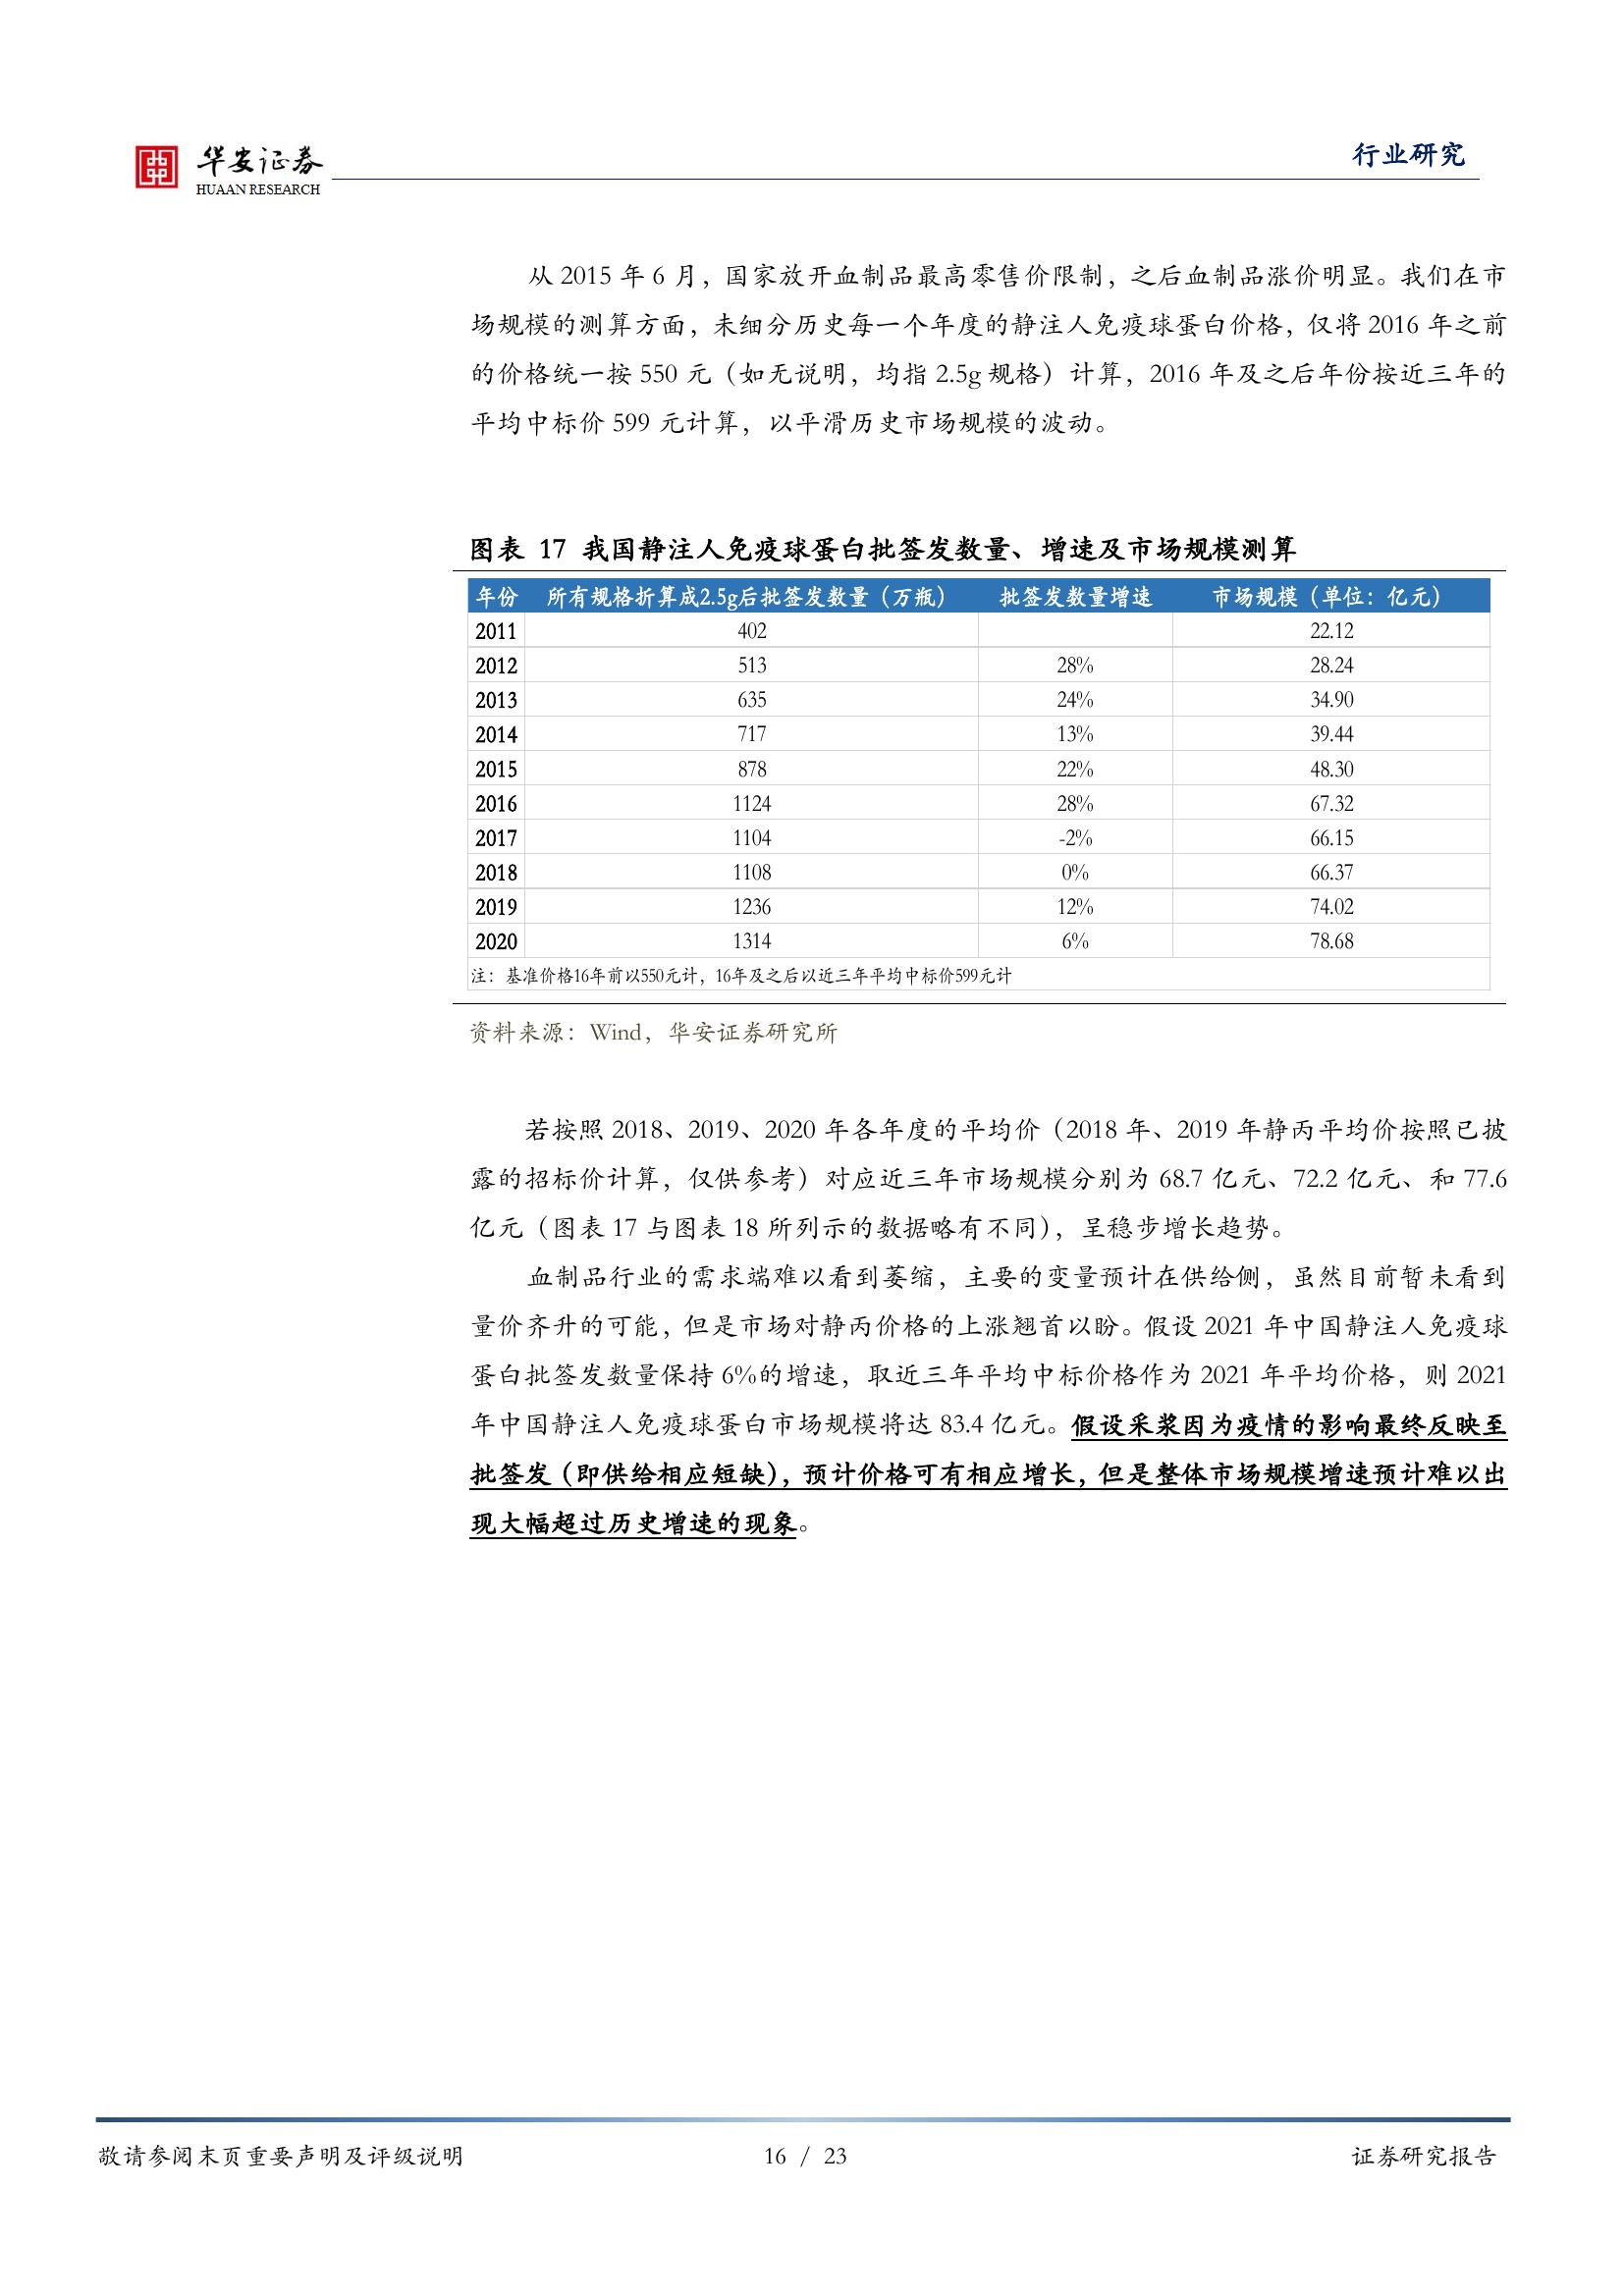 华安证券
HUAAN RESEARCH
行业研究
从 2015 年 6 月，国家放开血制品最高零售价限制，之后血制品涨价明显。我们在市
场规模的测算方面，未细分历史每一个年度的静注人免疫球蛋白价格，仅将 2016 年之前
的价格统一按 550 元（如无说明，均指 2.5g 规格）计算，2016 年及之后年份按近三年的
平均中标价 599 元计算，以平滑历史市场规模的波动。
图表 17 我国静注人免疫球蛋白批签发数量、增速及市场规模测算
年份 所有规格折算成2.5g后批签发数量（万瓶） 批签发数量增速 市场规模（单位：亿元）
2011 402 22.12
2012 513 28% 28.24
2013 635 24% 34.90
2014 717 13% 39.44
2015 878 22% 48.30
2016 1124 28% 67.32
2017 1104 -2% 66.15
2018 1108 0% 66.37
2019 1236 12% 74.02
2020 1314 6% 78.68
注：基准价格16年前以550元计，16年及之后以近三年平均中标价599元计
资料来源：Wind，华安证券研究所
若按照 2018、2019、2020 年各年度的平均价（2018 年、2019 年静丙平均价按照已披
露的招标价计算，仅供参考）对应近三年市场规模分别为 68.7 亿元、72.2 亿元、和 77.6
亿元（图表 17 与图表 18 所列示的数据略有不同），呈稳步增长趋势。
血制品行业的需求端难以看到萎缩，主要的变量预计在供给侧，虽然目前暂未看到
量价齐升的可能，但是市场对静丙价格的上涨翘首以盼。假设 2021 年中国静注人免疫球
蛋白批签发数量保持 6%的增速，取近三年平均中标价格作为 2021 年平均价格，则 2021
年中国静注人免疫球蛋白市场规模将达 83.4 亿元。假设采浆因为疫情的影响最终反映至
批签发（即供给相应短缺），预计价格可有相应增长，但是整体市场规模增速预计难以出
现大幅超过历史增速的现象。
敬请参阅末页重要声明及评级说明
16 / 23
证券研究报告